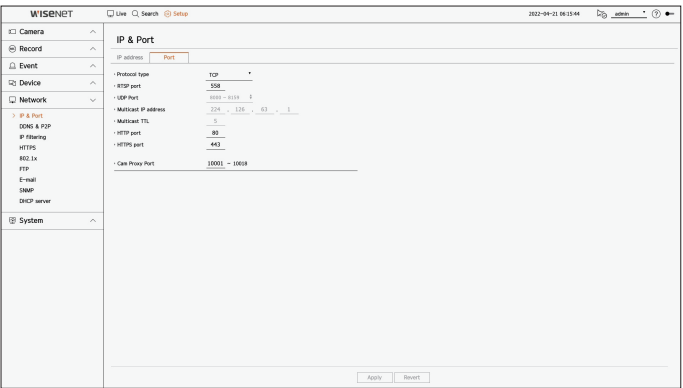 WISENET
Live Search Setup 2022-04-21 06:15:44 admin ?
Camera
Record
Event
Device
Network
> IP & Port
DDNS & P2P
IP filtering
HTTPS
802.1x
FTP
E-mail
SNMP
DHCP server
System
IP & Port
IP address Port
· Protocol type TCP
· RTSP port 558
· UDP Port 8000 ~ 8159
· Multicast IP address 224 . 126 . 63 . 1
· Multicast TTL 5
· HTTP port 80
· HTTPS port 443
· Cam Proxy Port 10001 ~ 10018
Apply Revert